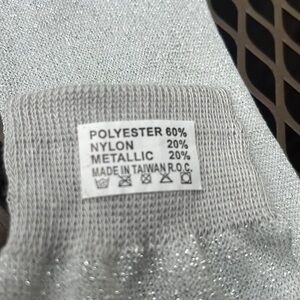 POLYESTER 60%
NYLON 20%
METALLIC 20%
MADE IN TAIWAN R.O.C.